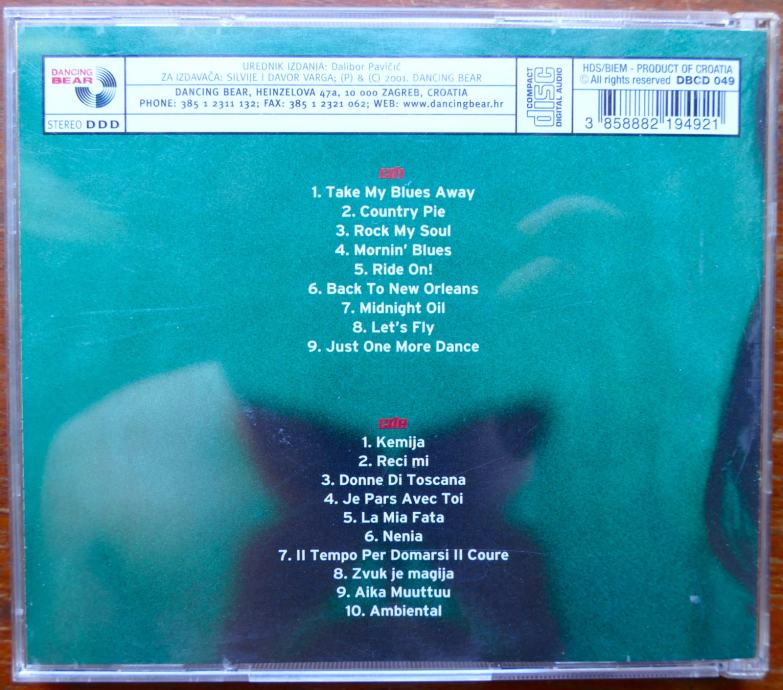 DANCING
BEAR
STEREO DDD
UREDNIK IZDANJA: Dalibor Pavičić
ZA IZDAVAČA: SILVIJE I DAVOR VARGA; (P) & (C) 2001. DANCING BEAR
DANCING BEAR, HEINZELOVA 47a, 10 000 ZAGREB, CROATIA
PHONE: 385 1 2311 132; FAX: 385 1 2321 062; WEB: www.dancingbear.hr
COMPACT
disc
DIGITAL AUDIO
HDS/BIEM - PRODUCT OF CROATIA
© All rights reserved DBCD 049
3 858882 194921
cd1
1. Take My Blues Away
2. Country Pie
3. Rock My Soul
4. Mornin' Blues
5. Ride On!
6. Back To New Orleans
7. Midnight Oil
8. Let's Fly
9. Just One More Dance
cd2
1. Kemija
2. Reci mi
3. Donne Di Toscana
4. Je Pars Avec Toi
5. La Mia Fata
6. Nenia
7. Il Tempo Per Domarsi Il Coure
8. Zvuk je magija
9. Aika Muuttuu
10. Ambiental